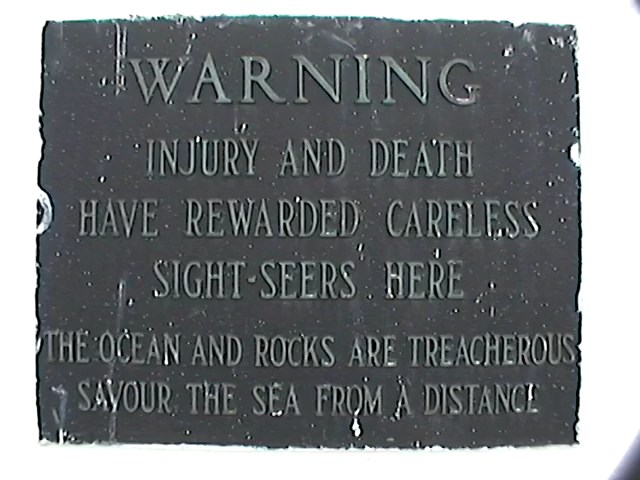 WARNING
INJURY AND DEATH
HAVE REWARDED CARELESS
SIGHT-SEERS HERE
THE OCEAN AND ROCKS ARE TREACHEROUS
SAVOUR THE SEA FROM A DISTANCE